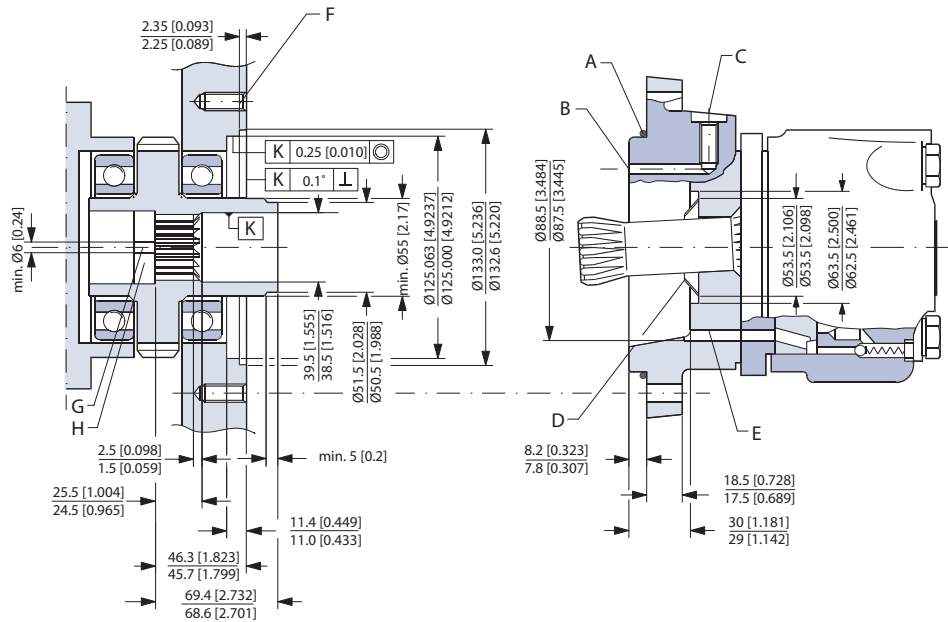 2.35 [0.093]
2.25 [0.089]
F
K 0.25 [0.010]
K 0.1° ⊥
K
min. Ø6 [0.24]
G
H
39.5 [1.555]
38.5 [1.516]
Ø51.5 [2.028]
Ø50.5 [1.988]
min. Ø55 [2.17]
Ø125.063 [4.9237]
Ø125.000 [4.9212]
Ø133.0 [5.236]
Ø132.6 [5.220]
2.5 [0.098]
1.5 [0.059]
min. 5 [0.2]
25.5 [1.004]
24.5 [0.965]
11.4 [0.449]
11.0 [0.433]
46.3 [1.823]
45.7 [1.799]
69.4 [2.732]
68.6 [2.701]
A
B
C
Ø88.5 [3.484]
Ø87.5 [3.445]
Ø53.5 [2.106]
Ø53.5 [2.098]
Ø63.5 [2.500]
Ø62.5 [2.461]
D
E
8.2 [0.323]
7.8 [0.307]
18.5 [0.728]
17.5 [0.689]
30 [1.181]
29 [1.142]